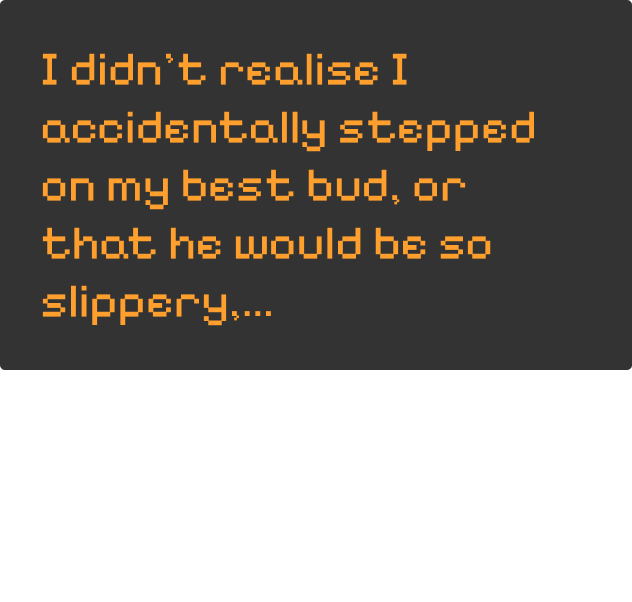 I didn't realise I
accidentally stepped
on my best bud, or
that he would be so
slippery,...